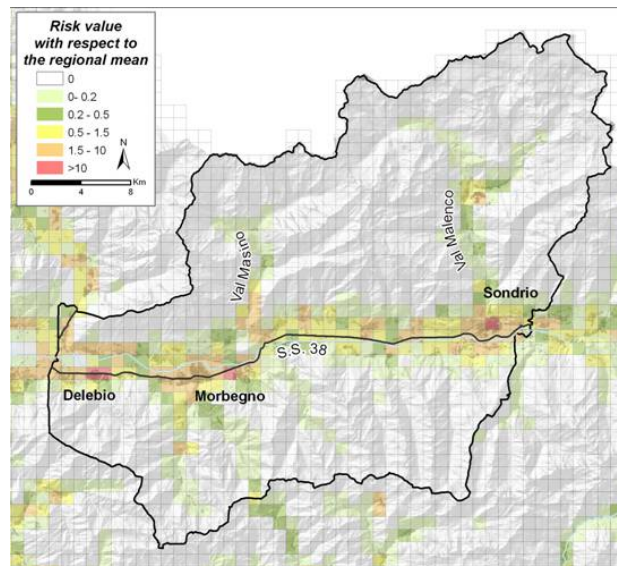 Risk value
with respect to
the regional mean
0
0- 0.2
0.2 - 0.5
0.5 - 1.5
1.5 - 10
>10
N
0 4 8 Km
Val Masino
Val Malenco
Sondrio
S.S. 38
Delebio
Morbegno